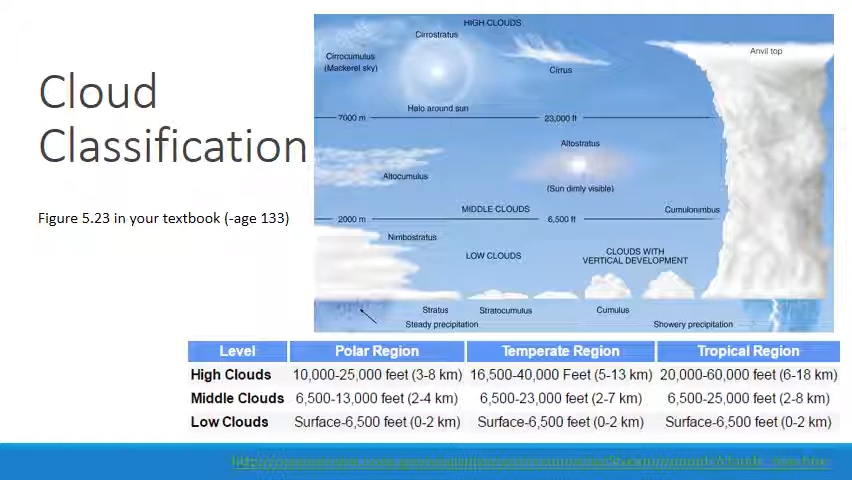 Cloud
Classification
Figure 5.23 in your textbook (-age 133)
HIGH CLOUDS
Cirrostratus
Cirrocumulus
(Mackerel sky)
Cirrus
Anvil top
Halo around sun
7000 m
23,000 ft
Altostratus
Altocumulus
(Sun dimly visible)
MIDDLE CLOUDS
Cumulonimbus
2000 m
6,500 ft
Nimbostratus
LOW CLOUDS
CLOUDS WITH
VERTICAL DEVELOPMENT
Stratus
Stratocumulus
Cumulus
Steady precipitation
Showery precipitation
Level Polar Region Temperate Region Tropical Region
High Clouds 10,000-25,000 feet (3-8 km) 16,500-40,000 Feet (5-13 km) 20,000-60,000 feet (6-18 km)
Middle Clouds 6,500-13,000 feet (2-4 km) 6,500-23,000 feet (2-7 km) 6,500-25,000 feet (2-8 km)
Low Clouds Surface-6,500 feet (0-2 km) Surface-6,500 feet (0-2 km) Surface-6,500 feet (0-2 km)